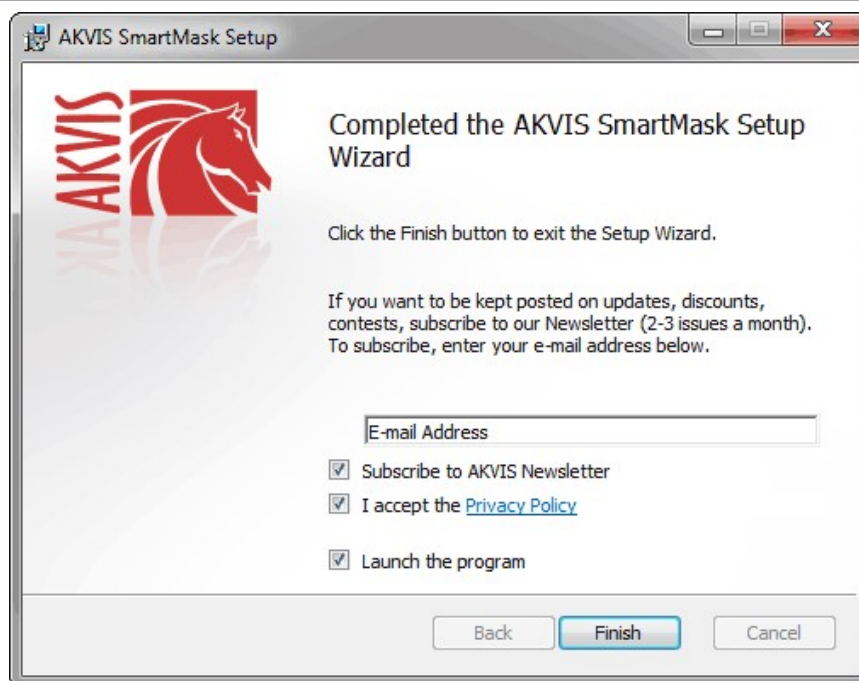 AKVIS SmartMask Setup
AKVIS
Completed the AKVIS SmartMask Setup
Wizard
Click the Finish button to exit the Setup Wizard.
If you want to be kept posted on updates, discounts,
contests, subscribe to our Newsletter (2-3 issues a month).
To subscribe, enter your e-mail address below.
E-mail Address
Subscribe to AKVIS Newsletter
I accept the Privacy Policy
Launch the program
Back
Finish
Cancel